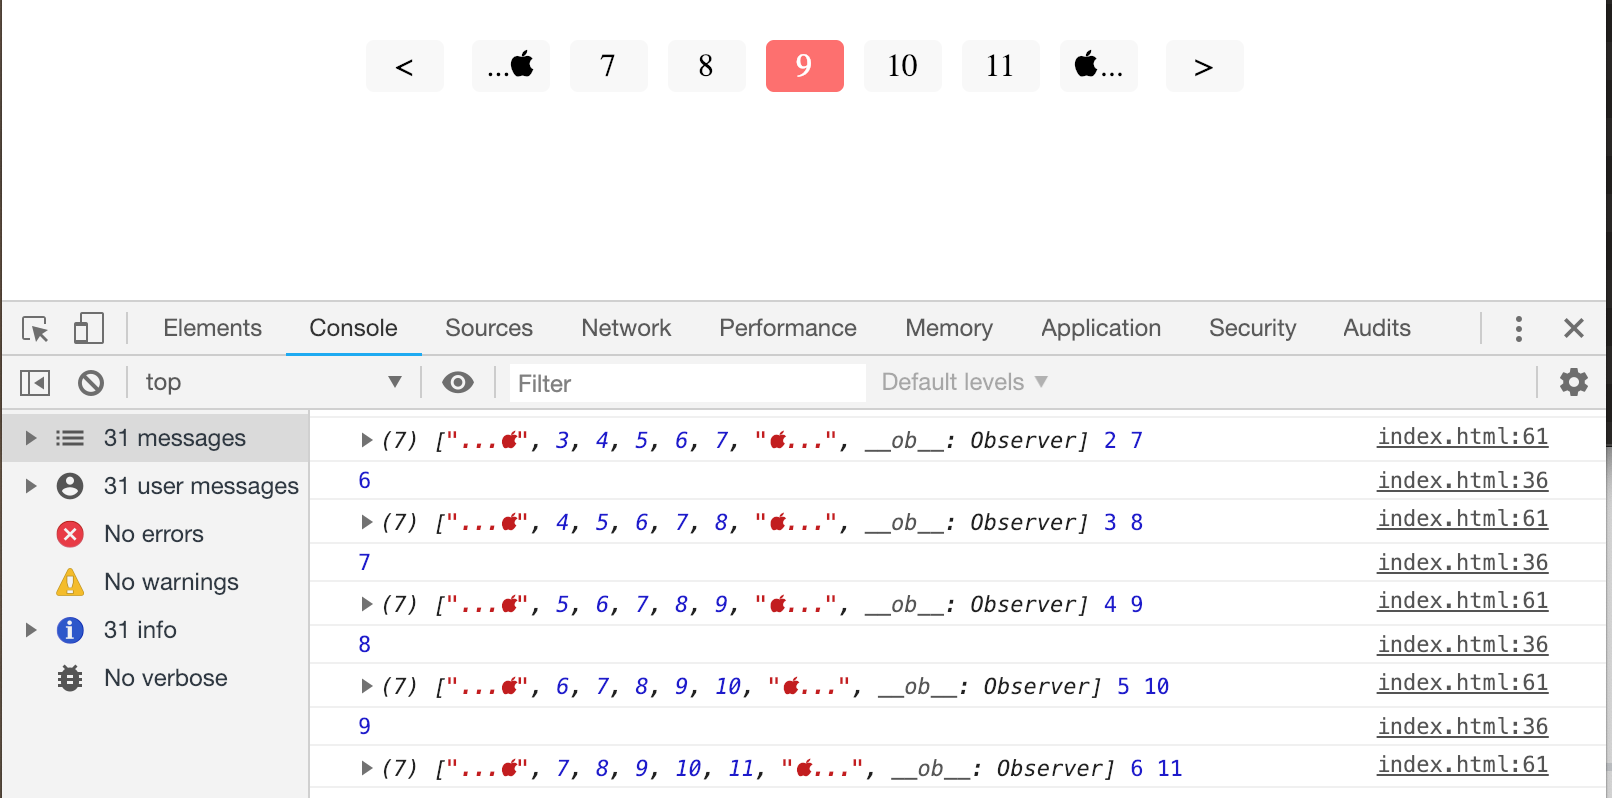 < ... 7 8 9 10 11 ... >
Elements Console Sources Network Performance Memory Application Security Audits
top Filter Default levels
31 messages
31 user messages
No errors
No warnings
31 info
No verbose
(7) ["...", 3, 4, 5, 6, 7, "...", __ob__: Observer] 2 7 index.html:61
6 index.html:36
(7) ["...", 4, 5, 6, 7, 8, "...", __ob__: Observer] 3 8 index.html:61
7 index.html:36
(7) ["...", 5, 6, 7, 8, 9, "...", __ob__: Observer] 4 9 index.html:61
8 index.html:36
(7) ["...", 6, 7, 8, 9, 10, "...", __ob__: Observer] 5 10 index.html:61
9 index.html:36
(7) ["...", 7, 8, 9, 10, 11, "...", __ob__: Observer] 6 11 index.html:61